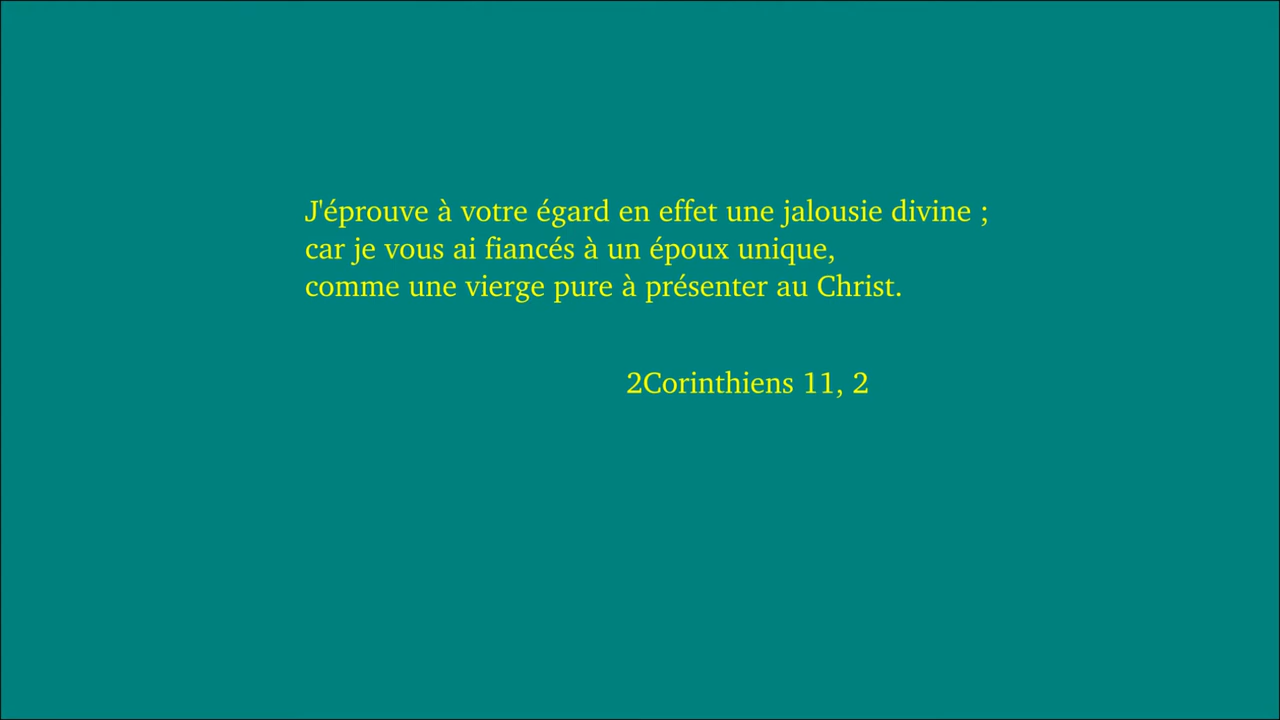 J'éprouve à votre égard en effet une jalousie divine ;
car je vous ai fiancés à un époux unique,
comme une vierge pure à présenter au Christ.
2Corinthiens 11, 2